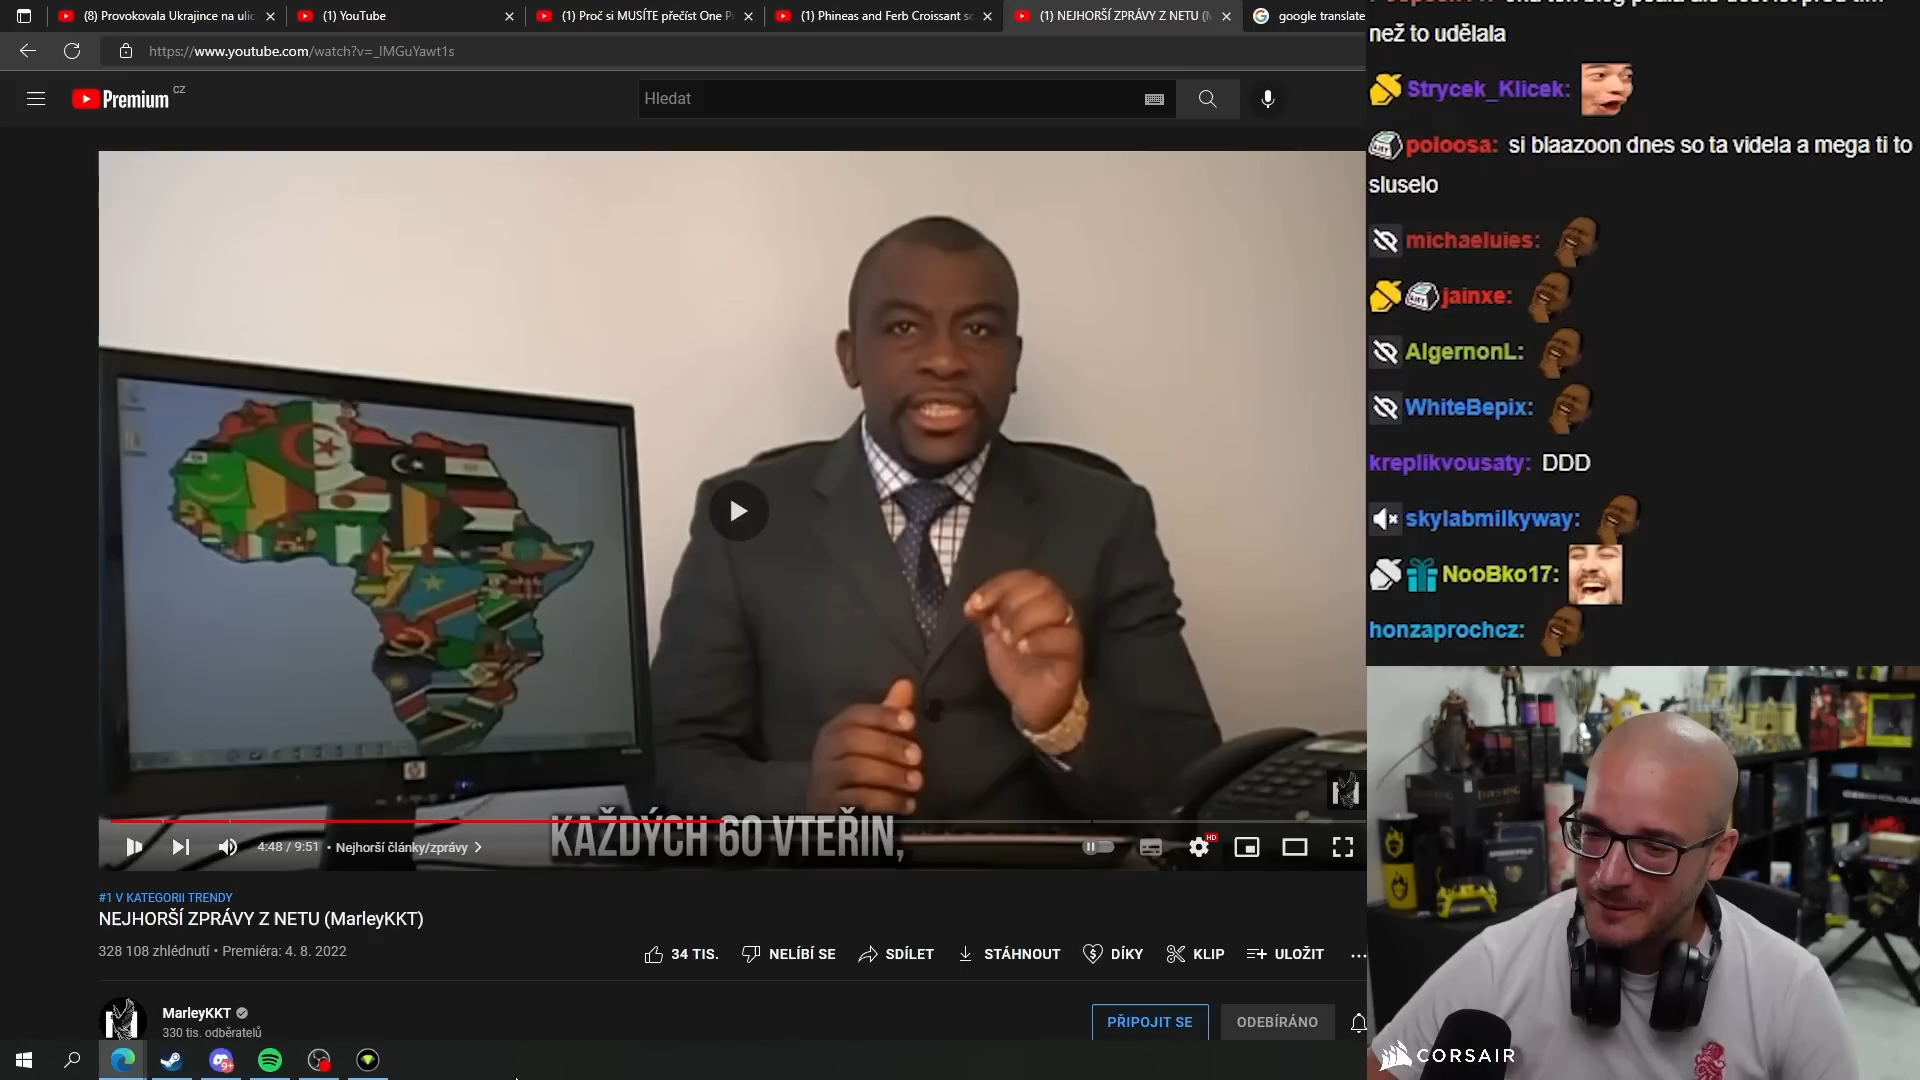 (8) Provokovala Ukrajince na ulic
(1) YouTube
(1) Proč si MUSÍTE přečíst One P
(1) Phineas and Ferb Croissant sc
(1) NEJHORŠÍ ZPRÁVY Z NETU (M
google translate
https://www.youtube.com/watch?v=_IMGuYawt1s
Premium CZ
Hledat
KAŽDÝCH 60 VTEŘIN,
4:48 / 9:51 • Nejhorší články/zprávy
HD
#1 V KATEGORII TRENDY
NEJHORŠÍ ZPRÁVY Z NETU (MarleyKKT)
328 108 zhlédnutí • Premiéra: 4. 8. 2022
34 TIS.
NELÍBÍ SE
SDÍLET
STÁHNOUT
DÍKY
KLIP
ULOŽIT
MarleyKKT
330 tis. odběratelů
PŘIPOJIT SE
ODEBÍRÁNO
9+
než to udělala
Strycek_Klicek:
poloosa: si blaazoon dnes so ta videla a mega ti to
sluselo
michaeluies:
jainxe:
AlgernonL:
WhiteBepix:
kreplikvousaty: DDD
skylabmilkyway:
NooBko17:
honzaprochcz:
CORSAIR